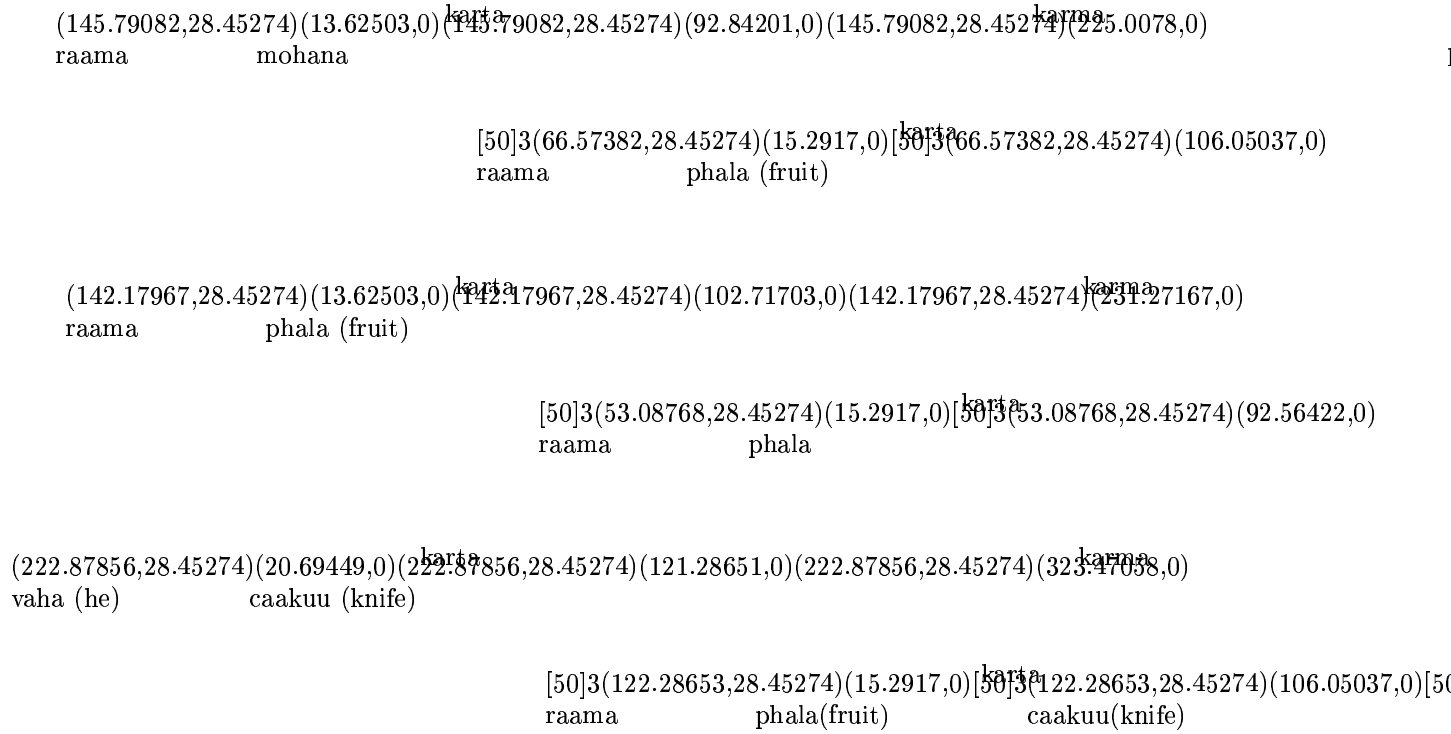 karta karma
(145.79082,28.45274)(13.62503,0)(145.79082,28.45274)(92.84201,0)(145.79082,28.45274)(225.0078,0)
raama mohana
karta
[50]3(66.57382,28.45274)(15.2917,0)[50]3(66.57382,28.45274)(106.05037,0)
raama phala (fruit)
karta karma
(142.17967,28.45274)(13.62503,0)(142.17967,28.45274)(102.71703,0)(142.17967,28.45274)(231.27167,0)
raama phala (fruit)
karta
[50]3(53.08768,28.45274)(15.2917,0)[50]3(53.08768,28.45274)(92.56422,0)
raama phala
karta karma
(222.87856,28.45274)(20.69449,0)(222.87856,28.45274)(121.28651,0)(222.87856,28.45274)(323.47058,0)
vaha (he) caakuu (knife)
karta
[50]3(122.28653,28.45274)(15.2917,0)[50]3(122.28653,28.45274)(106.05037,0)[50
raama phala(fruit) caakuu(knife)